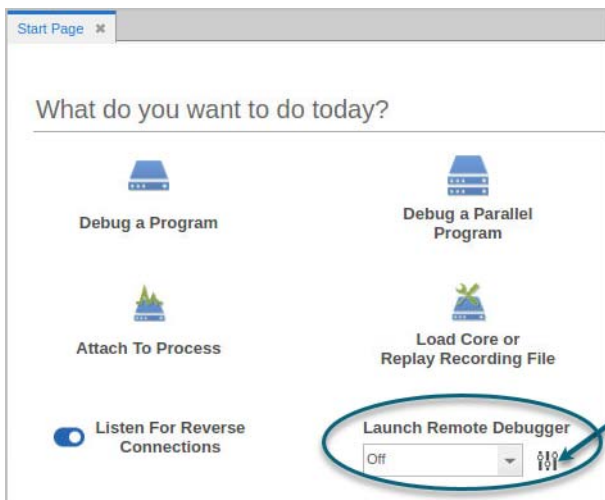 Start Page
What do you want to do today?
Debug a Program
Debug a Parallel
Program
Attach To Process
Load Core or
Replay Recording File
Listen For Reverse
Connections
Launch Remote Debugger
Off